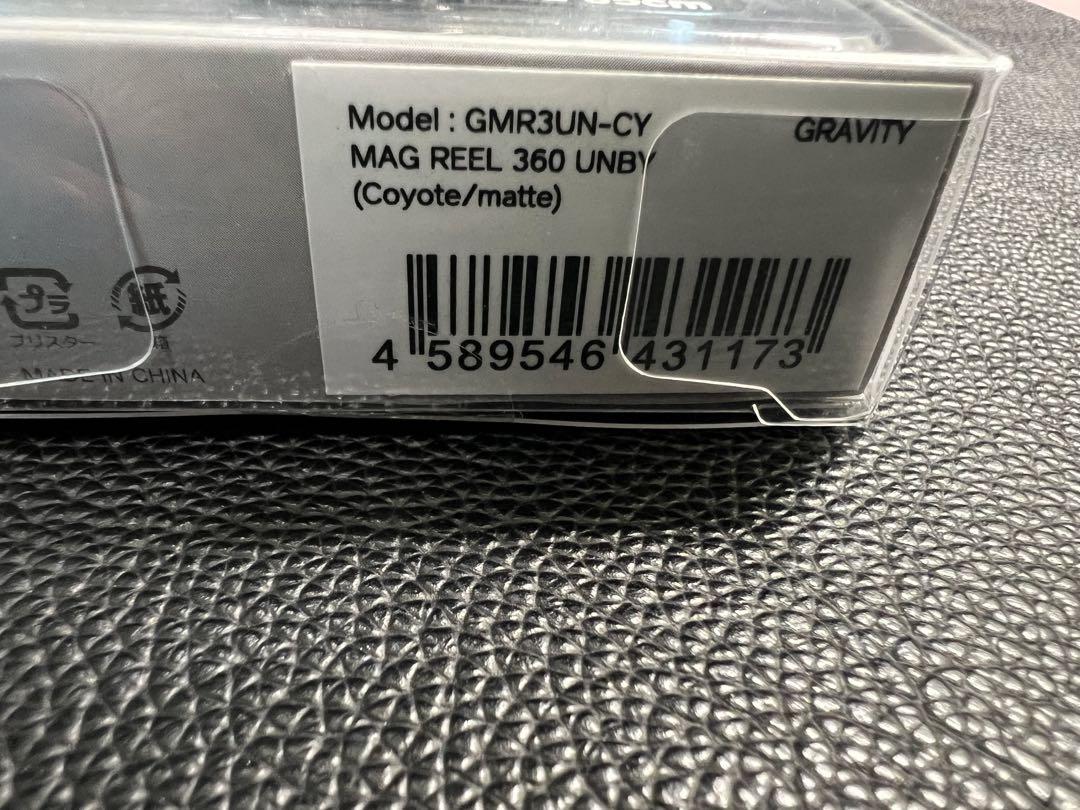 Model : GMR3UN-CY
GRAVITY
MAG REEL 360 UNBY
(Coyote/matte)
プラ
紙
ブリスター
箱
4 589546 431173
MADE IN CHINA